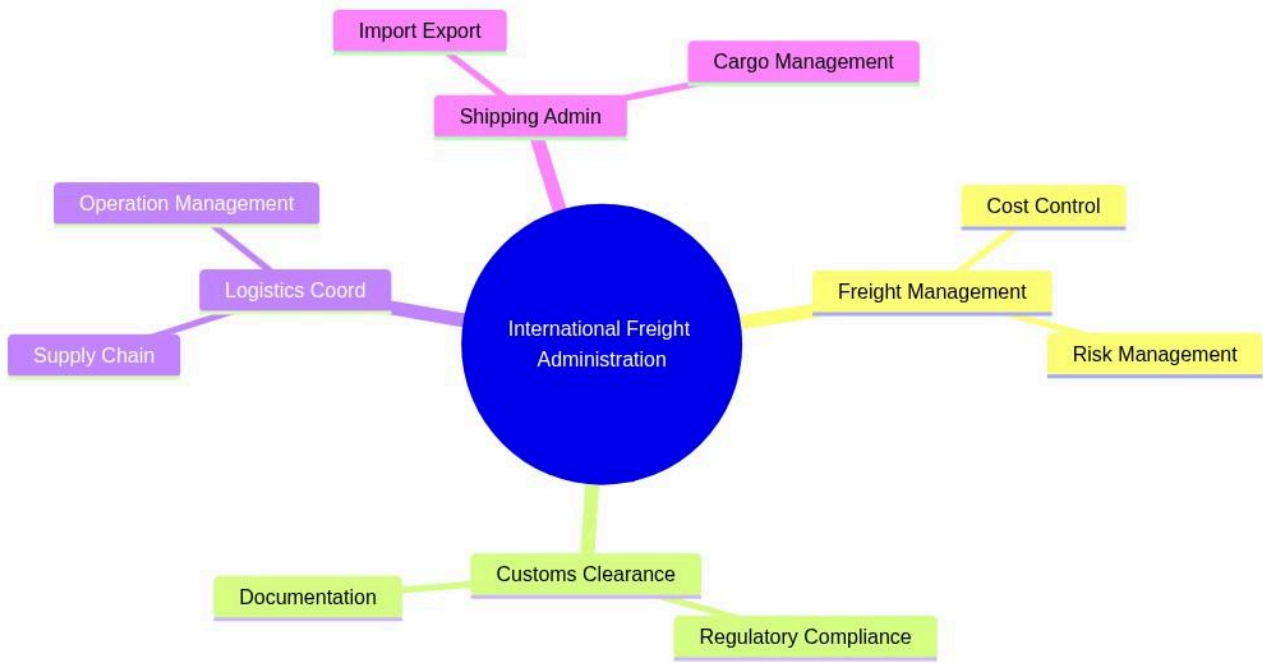 Import Export
Cargo Management
Shipping Admin
Operation Management
Cost Control
Logistics Coord
Freight Management
International Freight
Administration
Supply Chain
Risk Management
Customs Clearance
Documentation
Regulatory Compliance